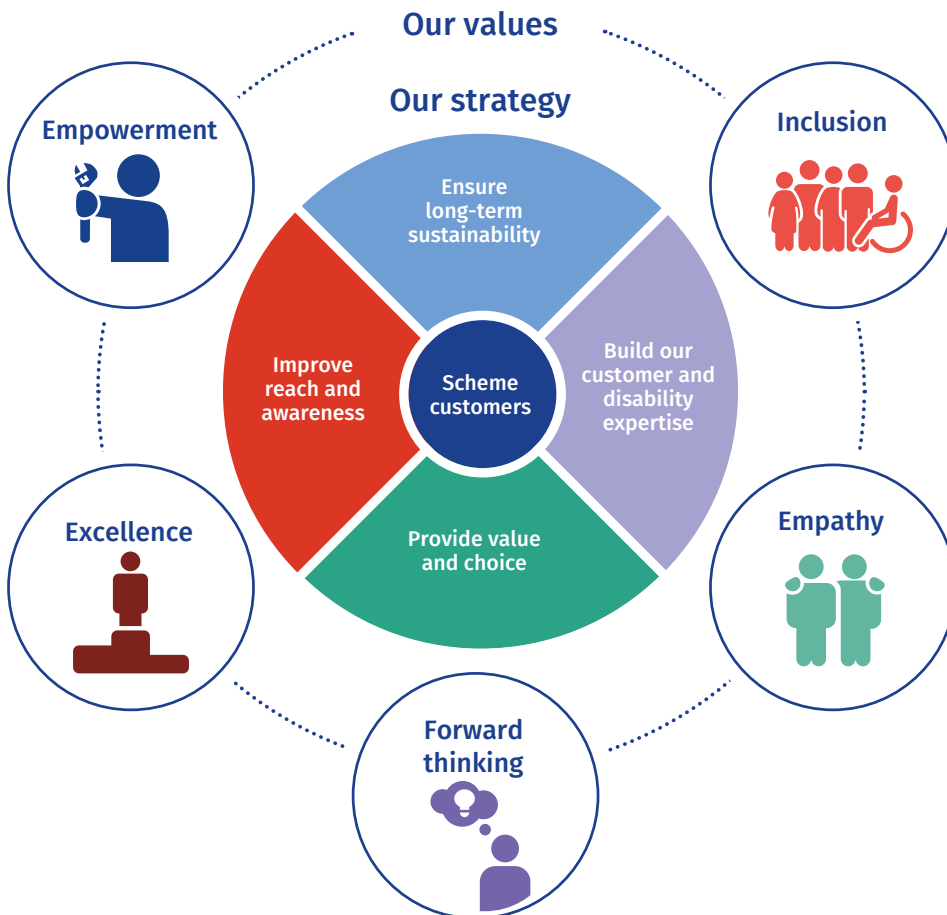 Our values
Our strategy
Empowerment
Inclusion
Ensure
long-term
sustainability
Improve
reach and
awareness
Scheme
customers
Build our
customer and
disability
expertise
Provide value
and choice
Excellence
Empathy
Forward
thinking